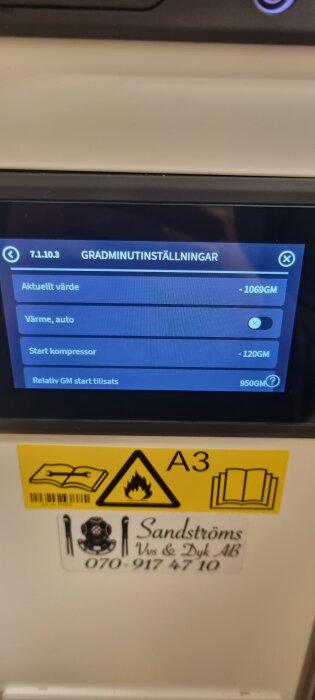 7.1.10.3 GRADMINUTINSTÄLLNINGAR
Aktuellt värde - 1069GM
Värme, auto
Start kompressor - 120GM
Relativ GM start tillsats 950GM ?
A3
Sandströms
Vvs & Dyk AB
070-917 47 10